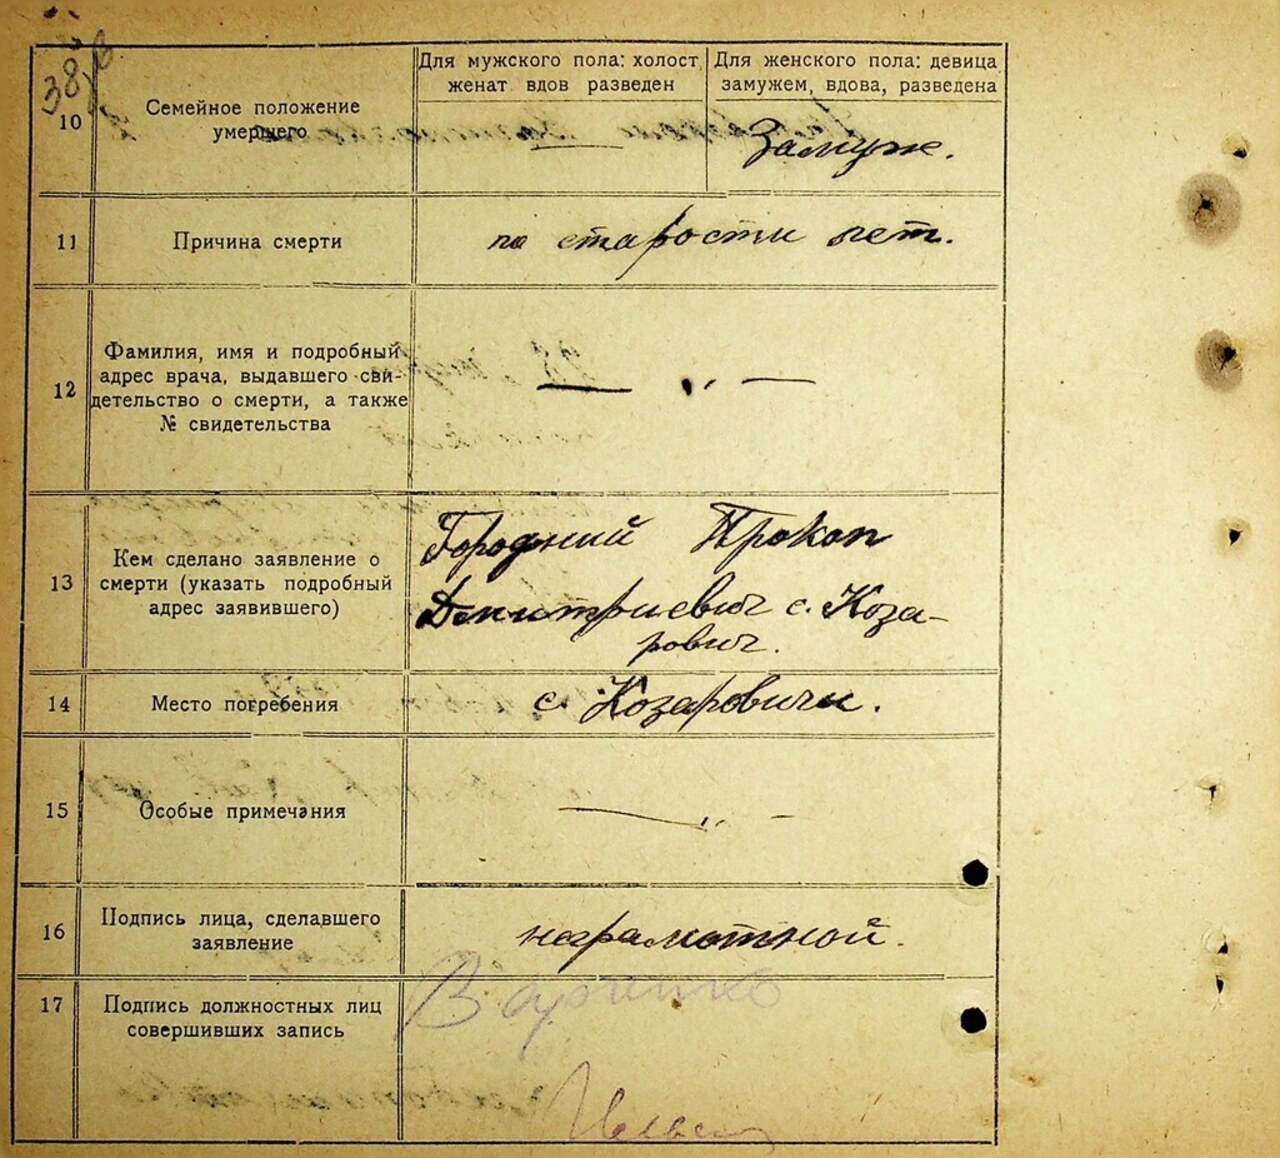 38
10
Семейное положение
умершего
Для мужского пола: холост,
женат вдов разведен
Для женского пола: девица
замужем, вдова, разведена
Замуж.
11
Причина смерти
по старости лет.
12
Фамилия, имя и подробный
адрес врача, выдавшего сви-
детельство о смерти, а также
№ свидетельства
13
Кем сделано заявление о
смерти (указать подробный
адрес заявившего)
Городний Прокоп
Дмитриевич с. Коза-
рович.
14
Место погребения
с. Козаровичи.
15
Особые примечания
16
Подпись лица, сделавшего
заявление
награмотной.
17
Подпись должностных лиц
совершивших запись